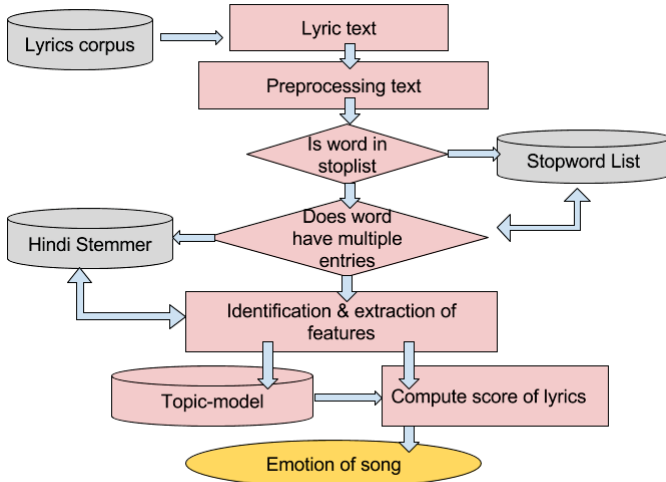 Lyrics corpus
Lyric text
Preprocessing text
Is word in
stoplist
Stopword List
Does word
have multiple
entries
Hindi Stemmer
Identification & extraction of
features
Topic-model
Compute score of lyrics
Emotion of song